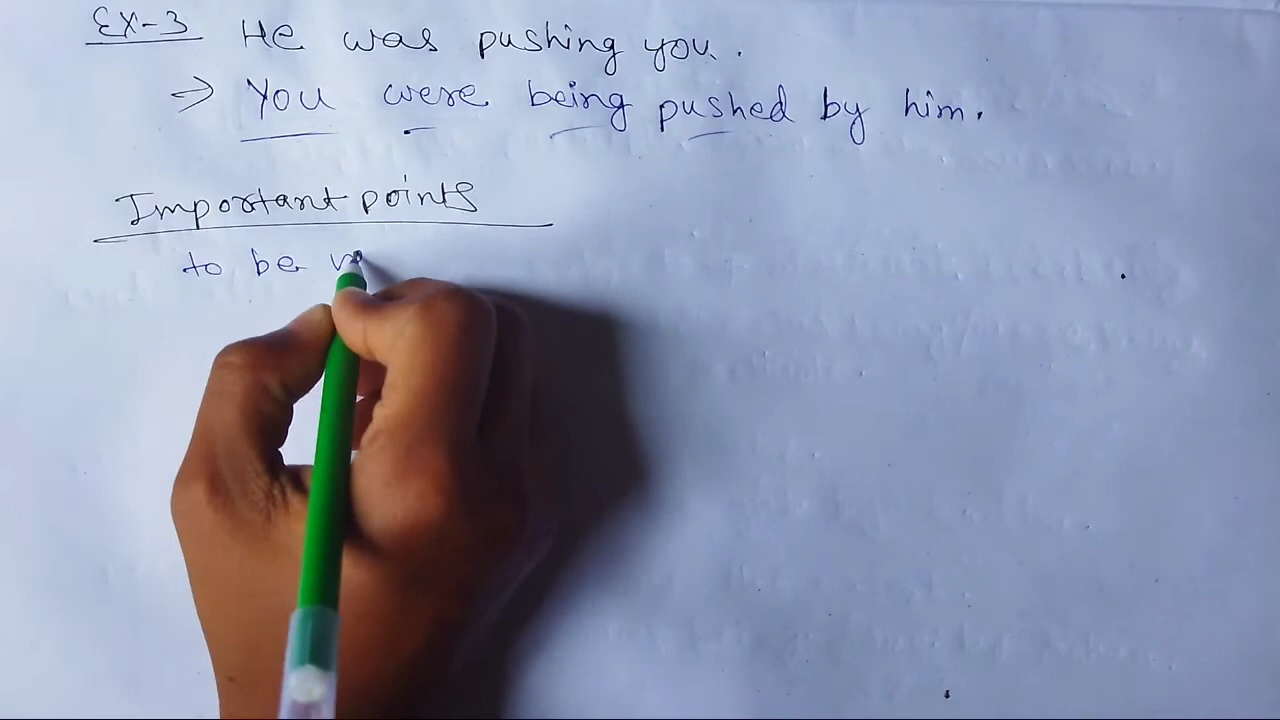 EX-3 He was pushing you.
⇒ You were being pushed by him.
Important points
to be